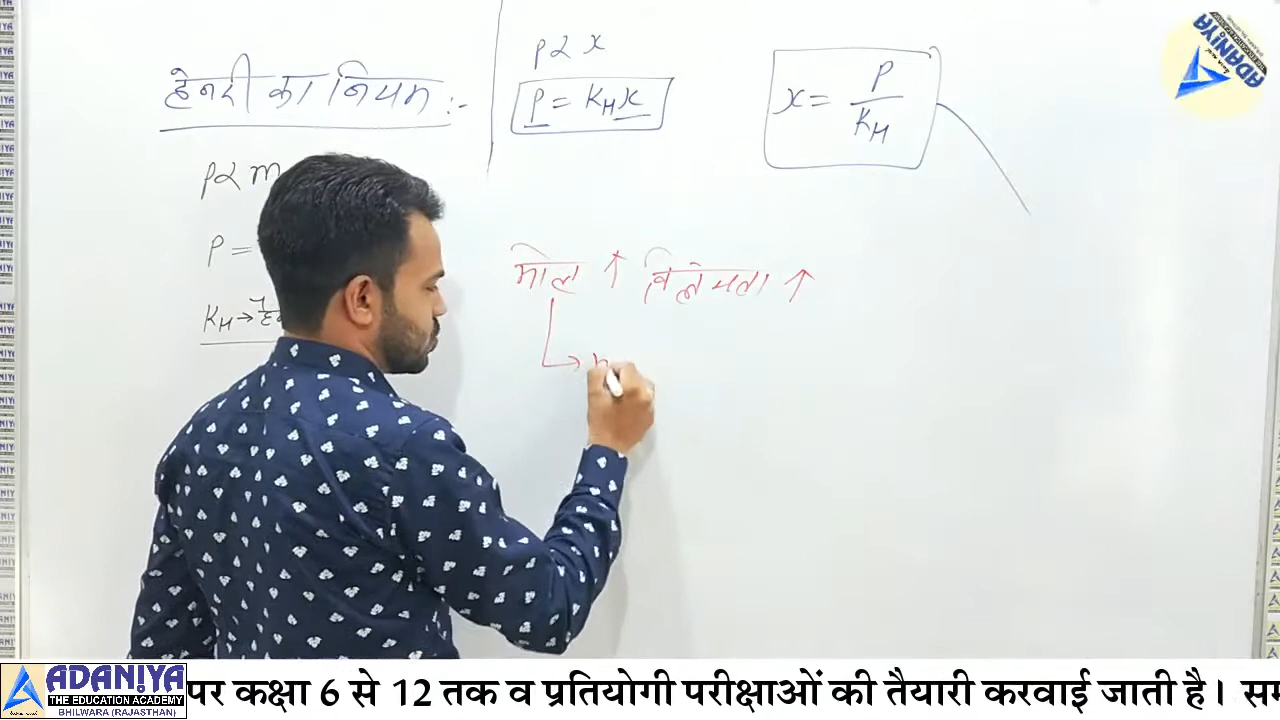 हेनरी का नियम :-
p ∝ m
P =
KH →
p ∝ x
p = KH x
x = P / KH
मोल ↑ विलेयता ↑
ADANIYA
THE EDUCATION ACADEMY
BHILWARA (RAJASTHAN)
पर कक्षा 6 से 12 तक व प्रतियोगी परीक्षाओं की तैयारी करवाई जाती है।